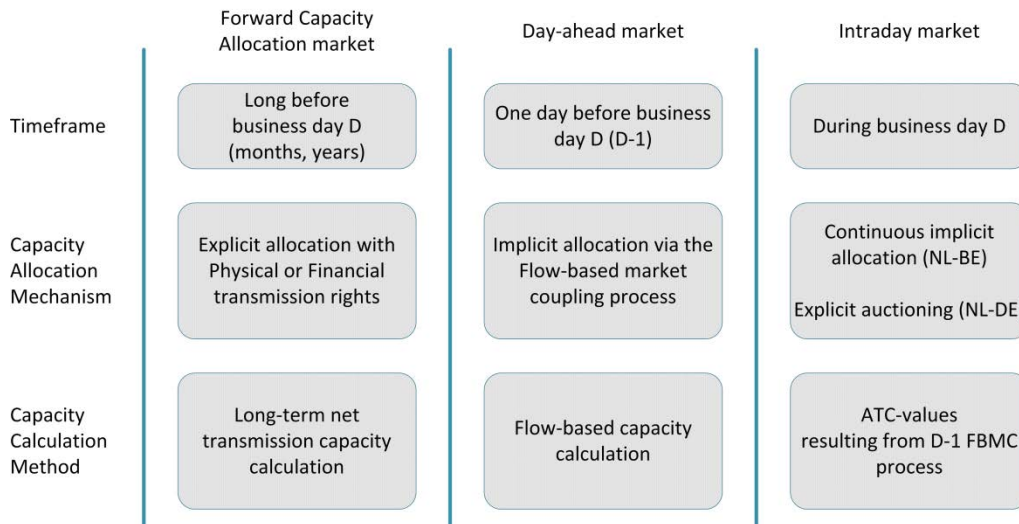 Forward Capacity
Allocation market
Day-ahead market
Intraday market
Timeframe
Long before
business day D
(months, years)
One day before business
day D (D-1)
During business day D
Capacity
Allocation
Mechanism
Explicit allocation with
Physical or Financial
transmission rights
Implicit allocation via the
Flow-based market
coupling process
Continuous implicit
allocation (NL-BE)
Explicit auctioning (NL-DE
Capacity
Calculation
Method
Long-term net
transmission capacity
calculation
Flow-based capacity
calculation
ATC-values
resulting from D-1 FBMC
process